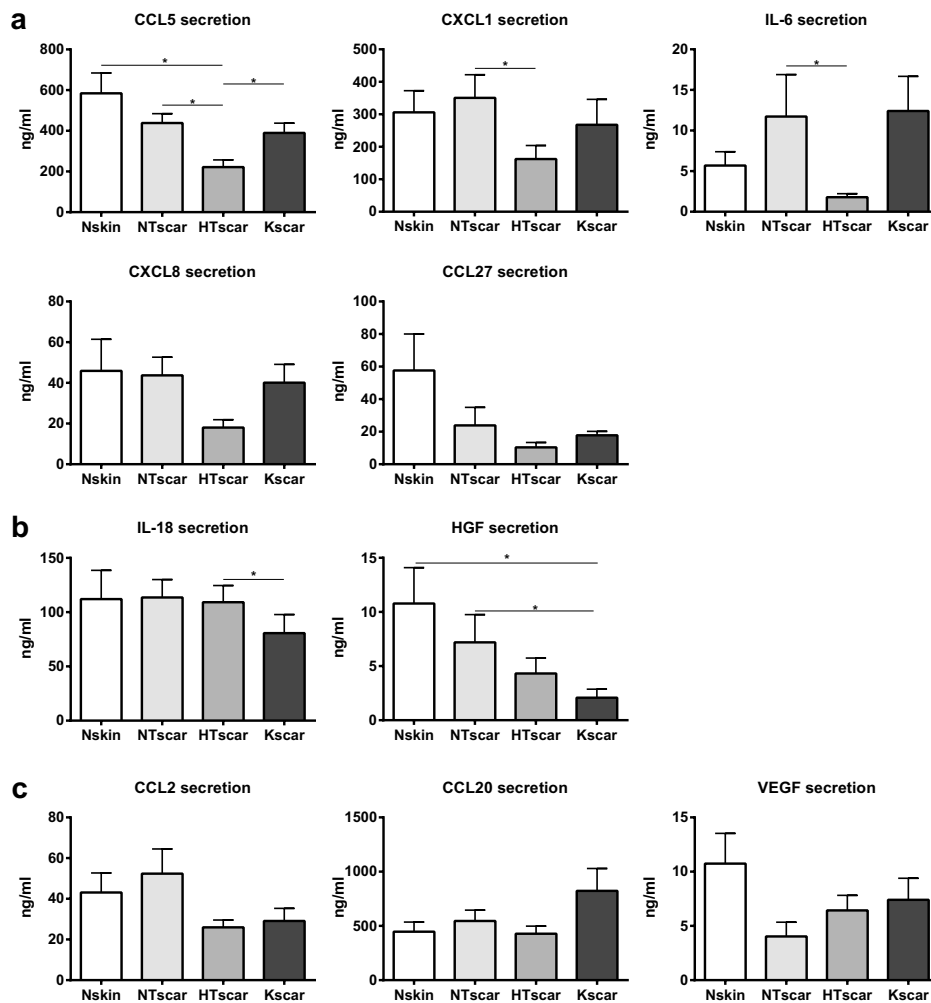 a
CCL5 secretion
ng/ml
800
600
400
200
0
*
*
*
Nskin NTscar HTscar Kscar
CXCL1 secretion
ng/ml
500
400
300
200
100
0
*
Nskin NTscar HTscar Kscar
IL-6 secretion
ng/ml
20
15
10
5
0
*
Nskin NTscar HTscar Kscar
CXCL8 secretion
ng/ml
80
60
40
20
0
Nskin NTscar HTscar Kscar
CCL27 secretion
ng/ml
100
80
60
40
20
0
Nskin NTscar HTscar Kscar
b
IL-18 secretion
ng/ml
150
100
50
0
*
Nskin NTscar HTscar Kscar
HGF secretion
ng/ml
15
10
5
0
*
*
Nskin NTscar HTscar Kscar
c
CCL2 secretion
ng/ml
80
60
40
20
0
Nskin NTscar HTscar Kscar
CCL20 secretion
ng/ml
1500
1000
500
0
Nskin NTscar HTscar Kscar
VEGF secretion
ng/ml
15
10
5
0
Nskin NTscar HTscar Kscar